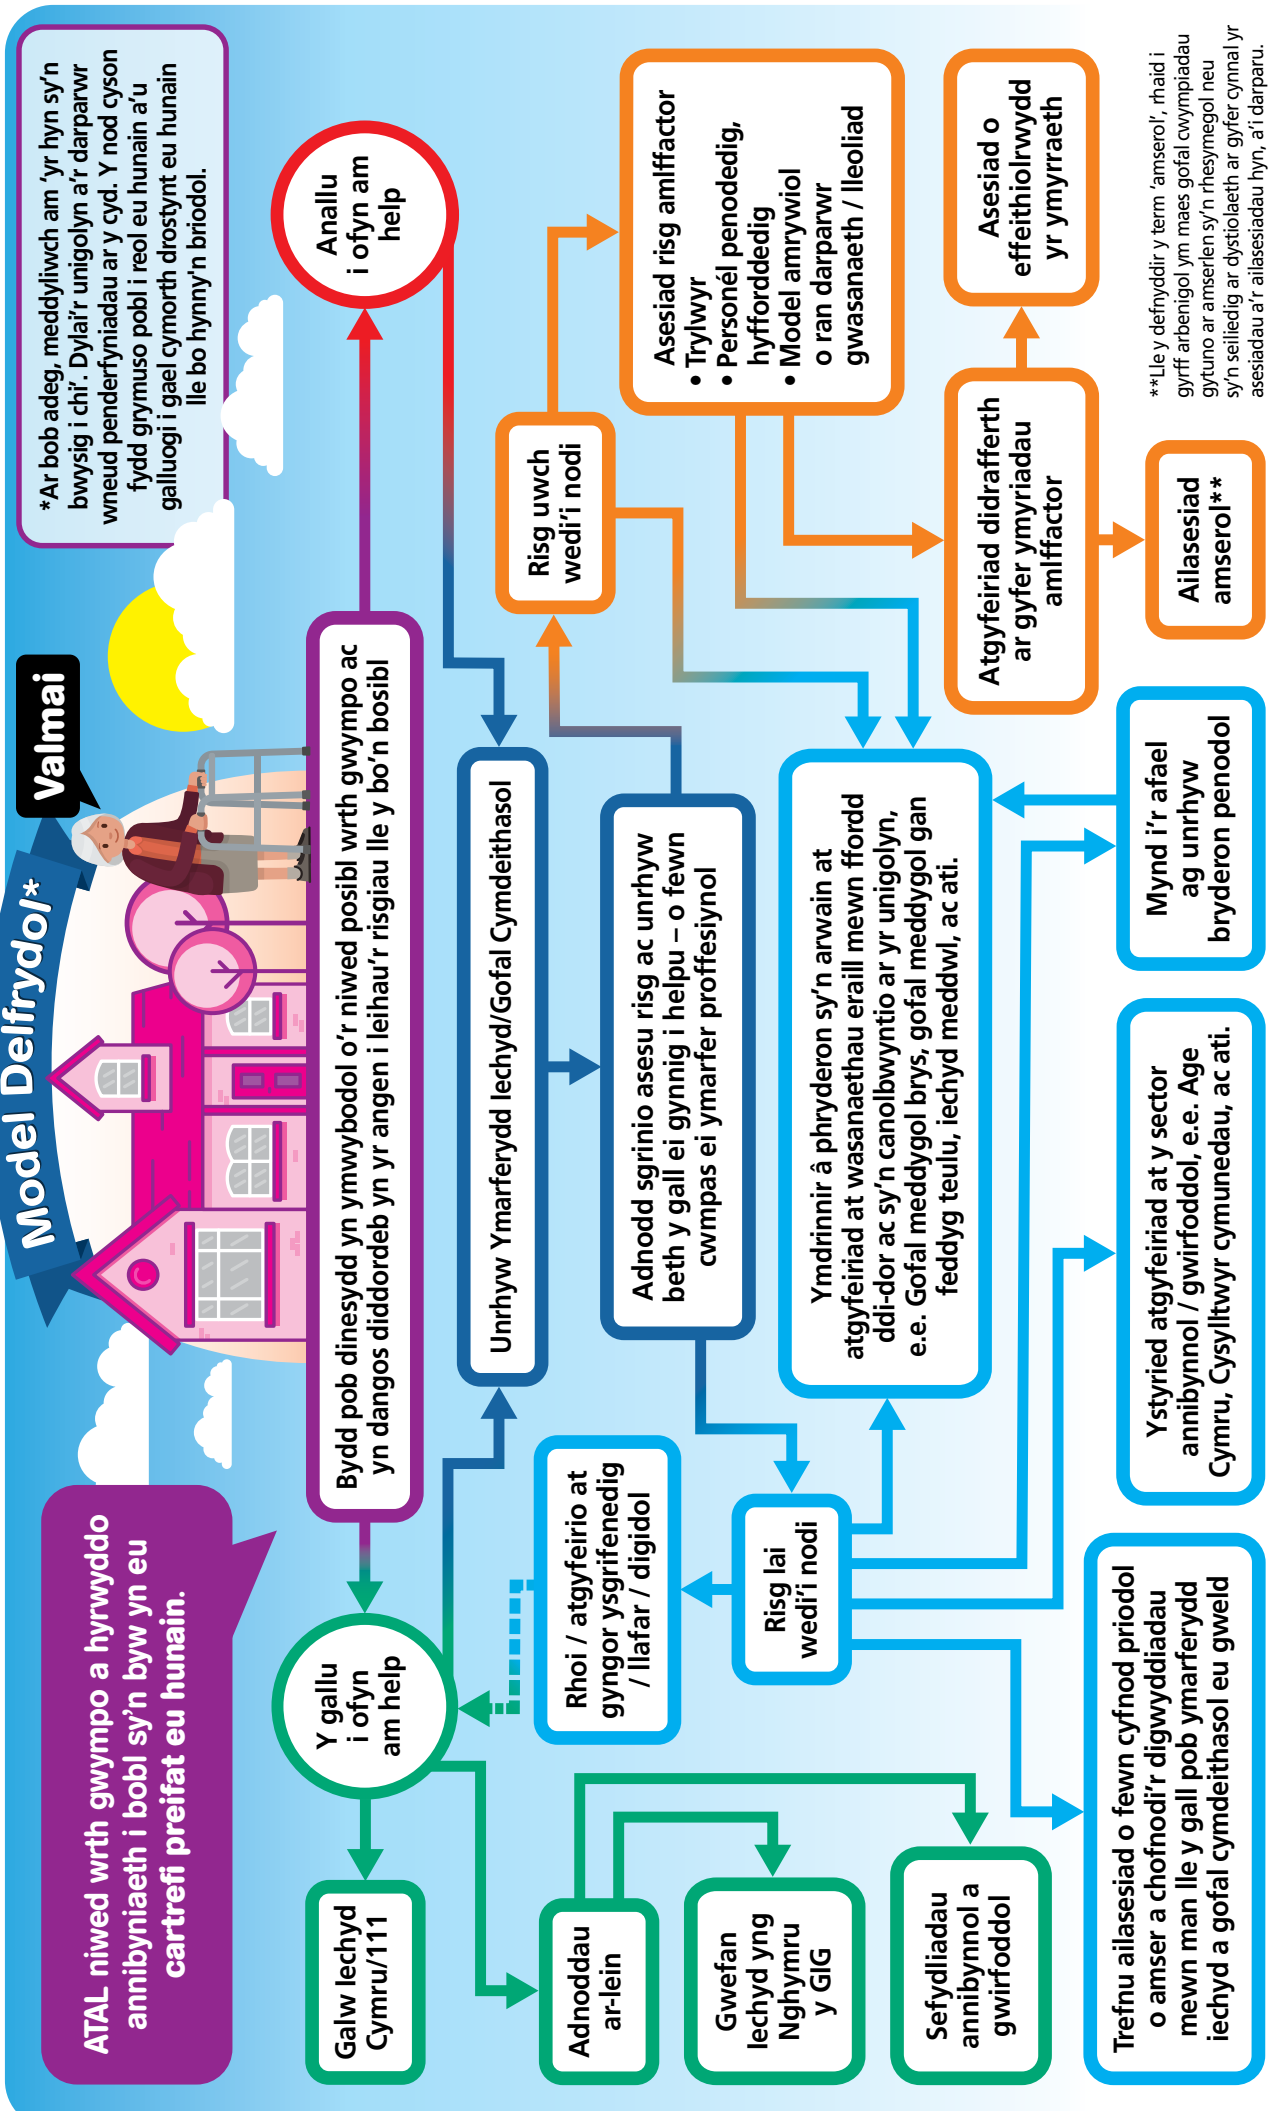 Model Delfrydol*
Valmai
ATAL niwed wrth gwympo a hyrwyddo
annibyniaeth i bobl sy’n byw yn eu
cartrefi preifat eu hunain.
*Ar bob adeg, meddyliwch am ‘yr hyn sy’n
bwysig i chi’. Dylai’r unigolyn a’r darparwr
wneud penderfyniadau ar y cyd. Y nod cyson
fydd grymuso pobl i reol eu hunain a’u
galluogi i gael cymorth drostynt eu hunain
lle bo hynny'n briodol.
Bydd pob dinesydd yn ymwybodol o’r niwed posibl wrth gwympo ac
yn dangos diddordeb yn yr angen i leihau’r risgiau lle y bo’n bosibl
Y gallu
i ofyn
am help
Anallu
i ofyn am
help
Galw Iechyd
Cymru/111
Unrhyw Ymarferydd Iechyd/Gofal Cymdeithasol
Adnoddau
ar-lein
Rhoi / atgyfeirio at
gyngor ysgrifenedig
/ llafar / digidol
Adnodd sgrinio asesu risg ac unrhyw
beth y gall ei gynnig i helpu – o fewn
cwmpas ei ymarfer proffesiynol
Risg uwch
wedi’i nodi
Asesiad risg amlffactor
• Trylwyr
• Personél penodedig,
hyfforddedig
• Model amrywiol
o ran darparwr
gwasanaeth / lleoliad
Gwefan
Iechyd yng
Nghymru
y GIG
Risg lai
wedi’i nodi
Ymdrinnir â phryderon sy’n arwain at
atgyfeiriad at wasanaethau eraill mewn ffordd
ddi-dor ac sy’n canolbwyntio ar yr unigolyn,
e.e. Gofal meddygol brys, gofal meddygol gan
feddyg teulu, iechyd meddwl, ac ati.
Sefydliadau
annibynnol a
gwirfoddol
Atgyfeiriad didrafferth
ar gyfer ymyriadau
amlffactor
Asesiad o
effeithiolrwydd
yr ymyrraeth
Trefnu ailasesiad o fewn cyfnod priodol
o amser a chofnodi’r digwyddiadau
mewn man lle y gall pob ymarferydd
iechyd a gofal cymdeithasol eu gweld
Ystyried atgyfeiriad at y sector
annibynnol / gwirfoddol, e.e. Age
Cymru, Cysylltwyr cymunedau, ac ati.
Mynd i’r afael
ag unrhyw
bryderon penodol
Ailasesiad
amserol**
**Lle y defnyddir y term ‘amserol’, rhaid i
gyrff arbenigol ym maes gofal cwympiadau
gytuno ar amserlen sy’n rhesymegol neu
sy’n seiliedig ar dystiolaeth ar gyfer cynnal yr
asesiadau a’r ailasesiadau hyn, a’i darparu.